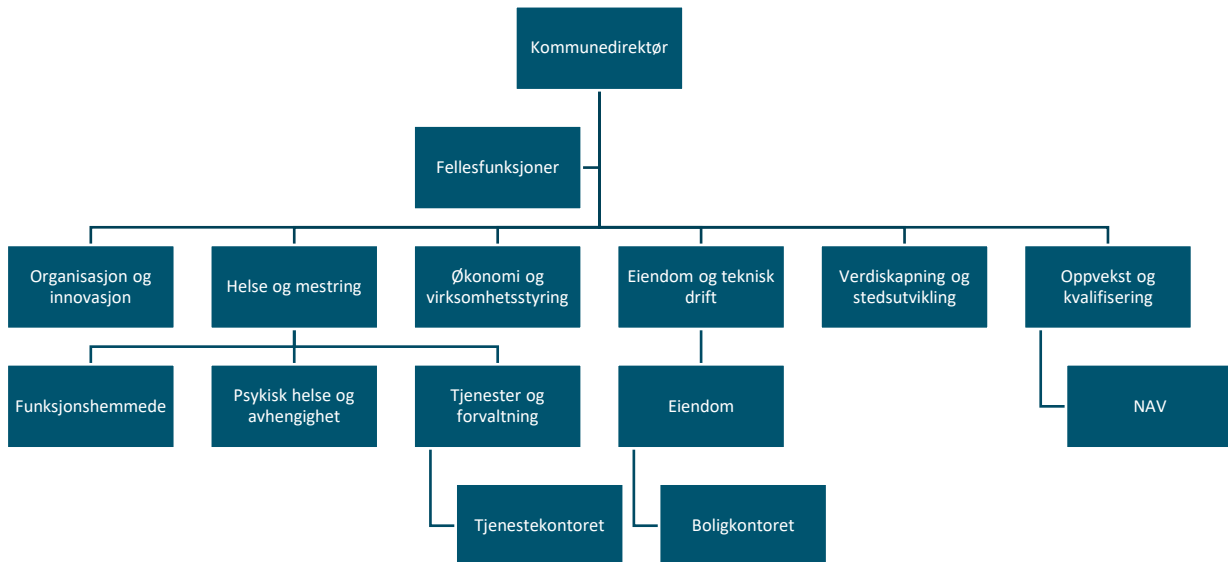 Kommunedirektør
Fellesfunksjoner
Organisasjon og
innovasjon
Helse og mestring
Økonomi og
virksomhetsstyring
Eiendom og teknisk
drift
Verdiskapning og
stedsutvikling
Oppvekst og
kvalifisering
Funksjonshemmede
Psykisk helse og
avhengighet
Tjenester og
forvaltning
Eiendom
NAV
Tjenestekontoret
Boligkontoret